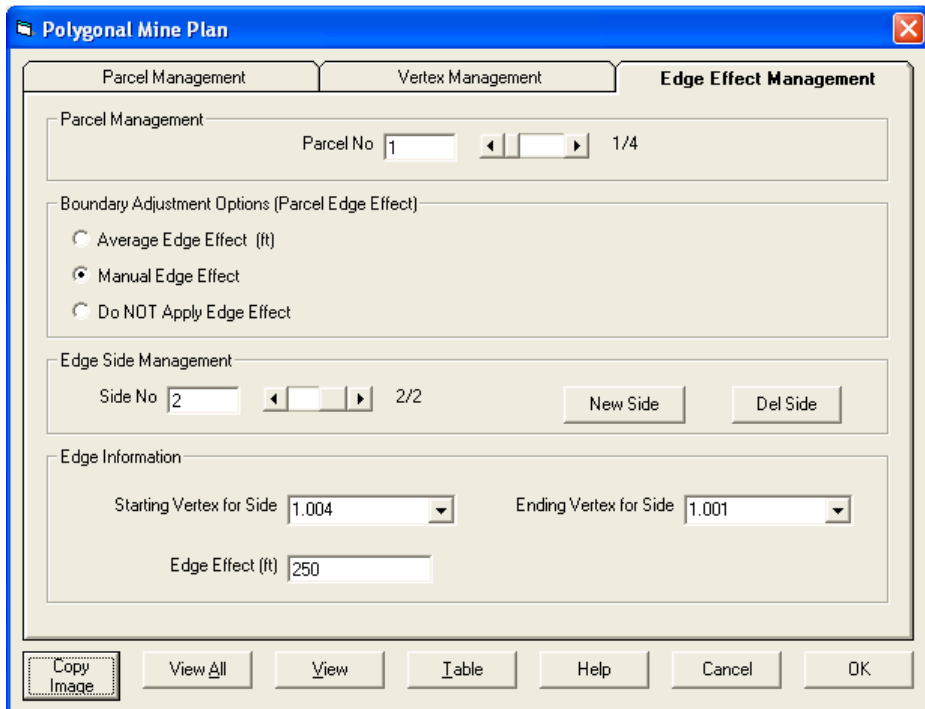 Polygonal Mine Plan
Parcel Management Vertex Management Edge Effect Management
Parcel Management
Parcel No 1 1/4
Boundary Adjustment Options (Parcel Edge Effect)
Average Edge Effect (ft)
Manual Edge Effect
Do NOT Apply Edge Effect
Edge Side Management
Side No 2 2/2 New Side Del Side
Edge Information
Starting Vertex for Side 1.004 Ending Vertex for Side 1.001
Edge Effect (ft) 250
Copy Image View All View Table Help Cancel OK